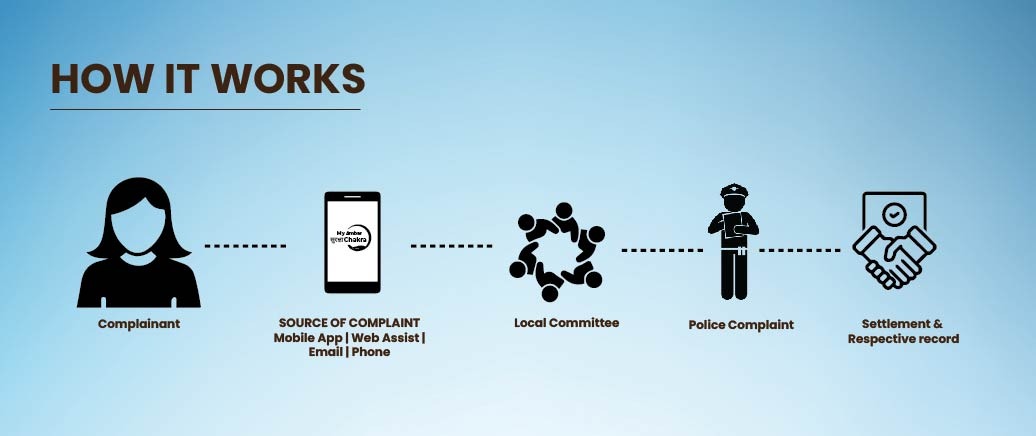 HOW IT WORKS
My Amber
सुरक्षा Chakra
Complainant
SOURCE OF COMPLAINT
Mobile App | Web Assist |
Email | Phone
Local Committee
Police Complaint
Settlement &
Respective record